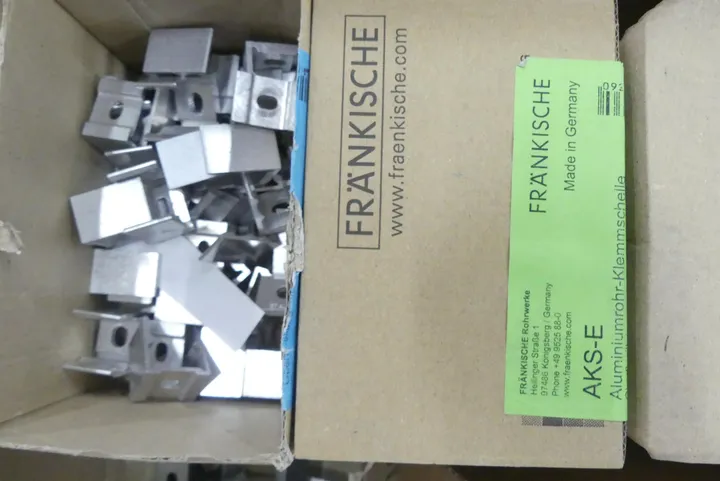 FRÄNKISCHE
www.fraenkische.com
FRÄNKISCHE
Made in Germany
FRÄNKISCHE Rohrwerke
Hellinger Straße 1
97486 Königsberg / Germany
Phone +49 9525 88-0
www.fraenkische.com
AKS-E
Aluminiumrohr-Klemmschelle